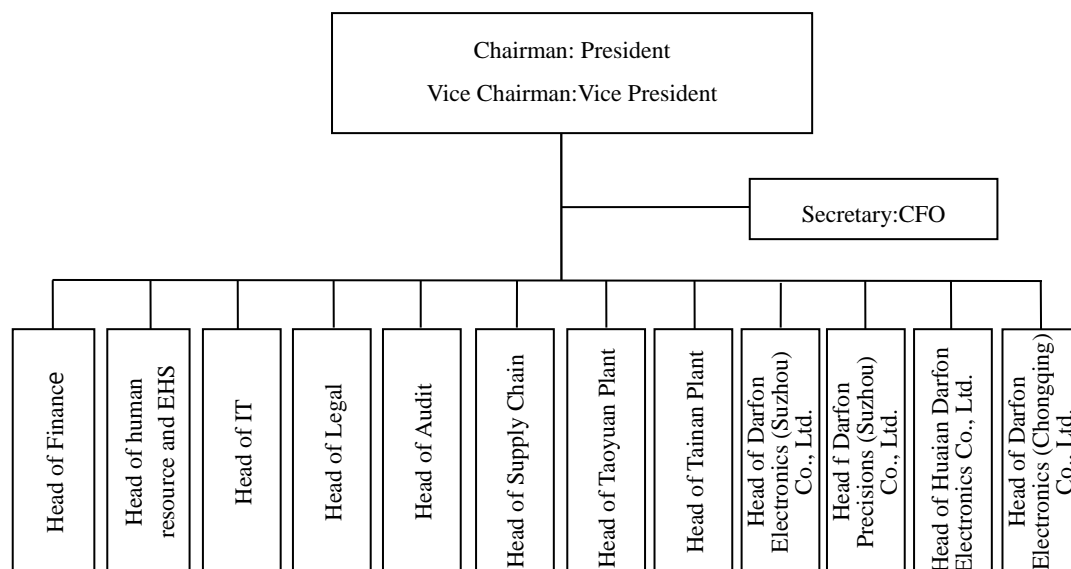 Chairman: President
Vice Chairman:Vice President
Secretary:CFO
Head of Finance
Head of human
resource and EHS
Head of IT
Head of Legal
Head of Audit
Head of Supply Chain
Head of Taoyuan Plant
Head of Tainan Plant
Head of Darfon
Electronics (Suzhou)
Co., Ltd.
Head f Darfon
Precisions (Suzhou)
Co., Ltd.
Head of Huaian Darfon
Electronics Co., Ltd.
Head of Darfon
Electronics (Chongqing)
Co., Ltd.